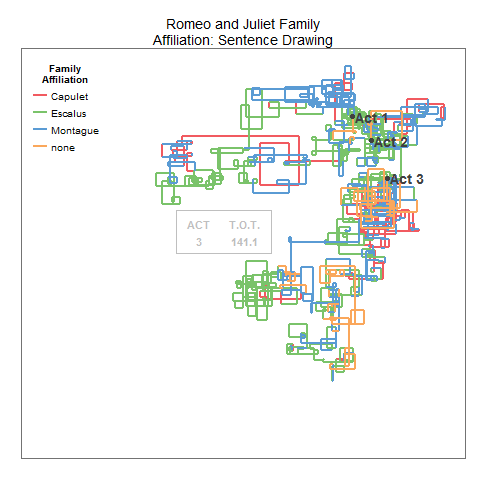 Romeo and Juliet Family
Affiliation: Sentence Drawing
Family
Affiliation
Capulet
Escalus
Montague
none
Act 1
Act 2
Act 3
ACT T.O.T.
3 141.1